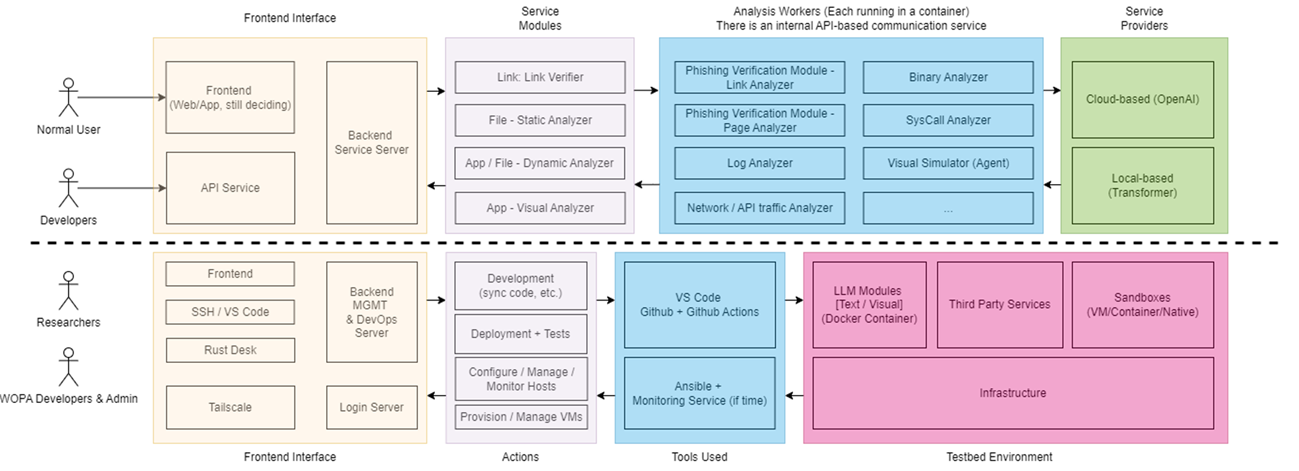 Frontend Interface
Service
Modules
Analysis Workers (Each running in a container)
There is an internal API-based communication service
Service
Providers
Normal User
Developers
Frontend
(Web/App, still deciding)
API Service
Backend
Service Server
Link: Link Verifier
File - Static Analyzer
App / File - Dynamic Analyzer
App - Visual Analyzer
Phishing Verification Module -
Link Analyzer
Phishing Verification Module -
Page Analyzer
Log Analyzer
Network / API traffic Analyzer
Binary Analyzer
SysCall Analyzer
Visual Simulator (Agent)
...
Cloud-based (OpenAI)
Local-based
(Transformer)
Researchers
WOPA Developers & Admin
Frontend
SSH / VS Code
Rust Desk
Tailscale
Backend
MGMT
& DevOps
Server
Login Server
Development
(sync code, etc.)
Deployment + Tests
Configure / Manage /
Monitor Hosts
Provision / Manage VMs
VS Code
Github + Github Actions
Ansible +
Monitoring Service (if time)
LLM Modules
[Text / Visual]
(Docker Container)
Third Party Services
Sandboxes
(VM/Container/Native)
Infrastructure
Frontend Interface
Actions
Tools Used
Testbed Environment